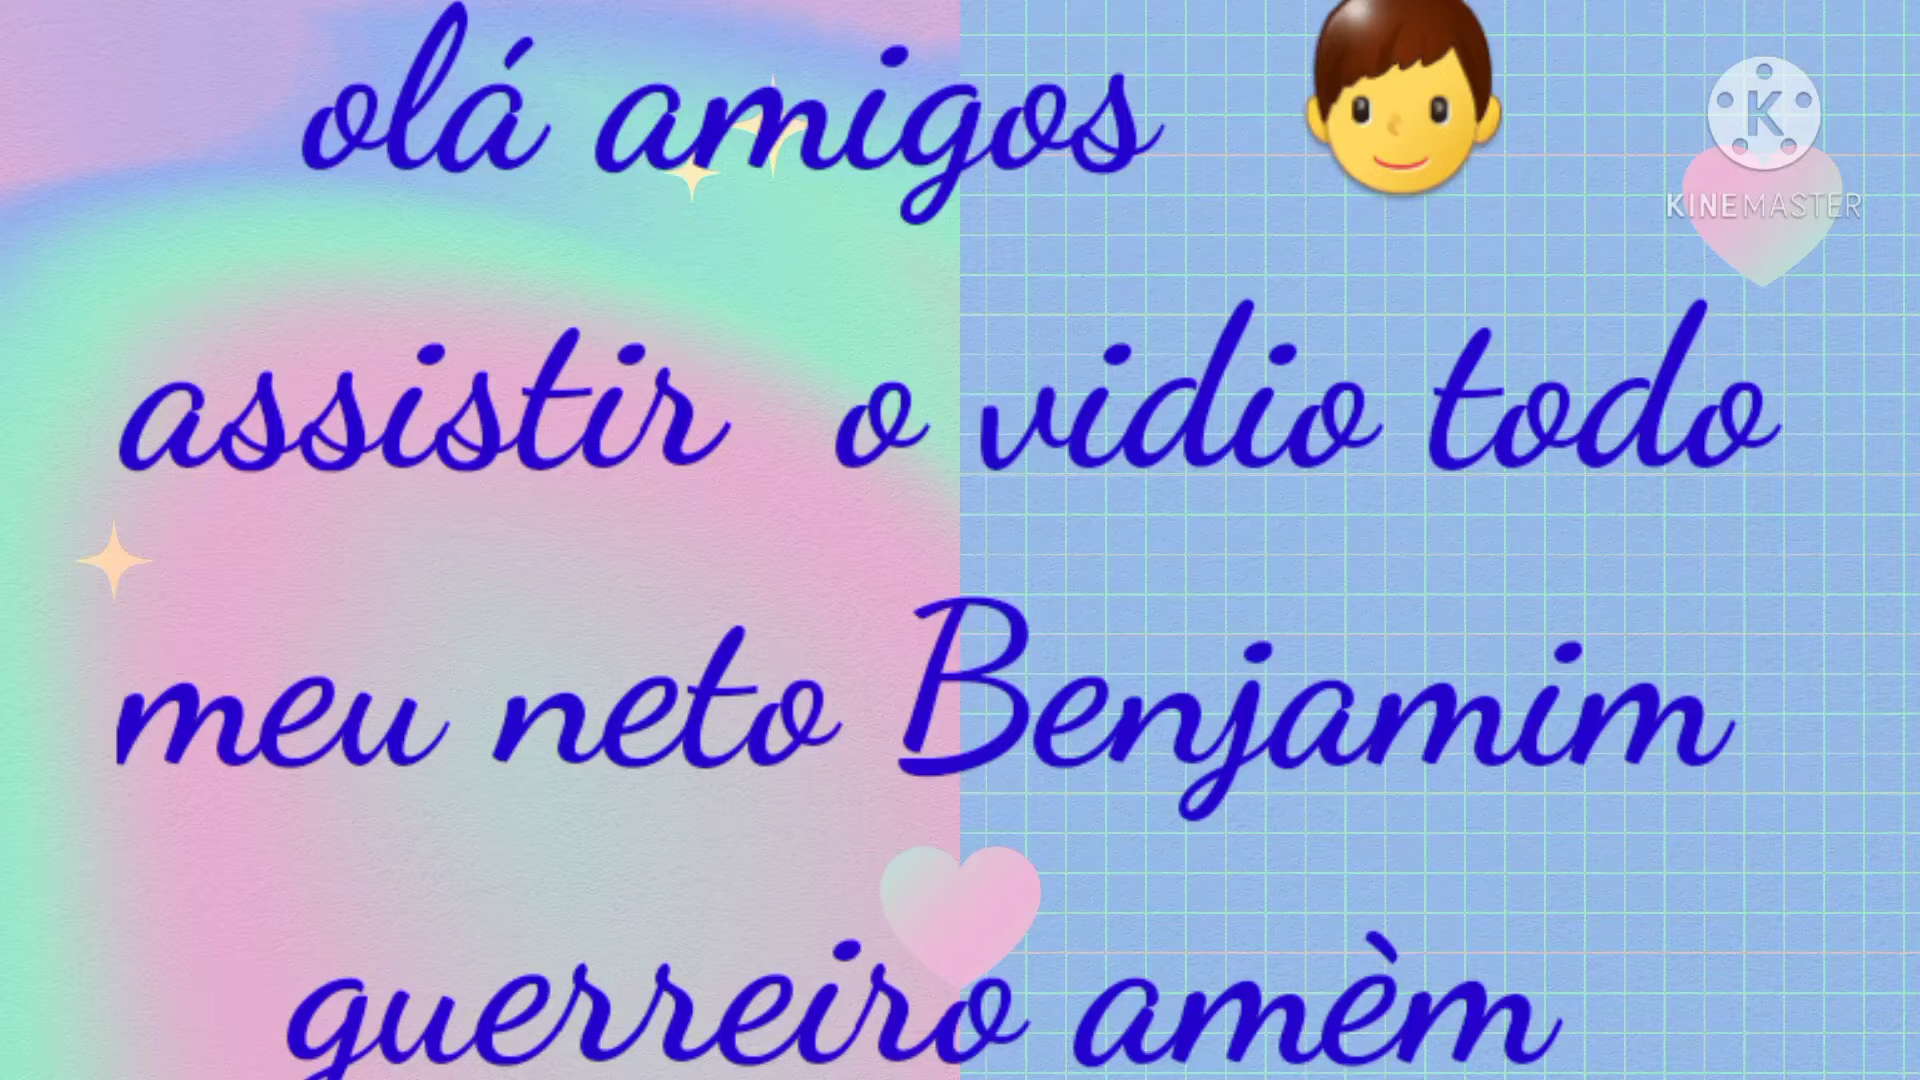 olá amigos 👦
KINEMASTER
assistir o vidio todo
meu neto Benjamim
guerreiro amèm